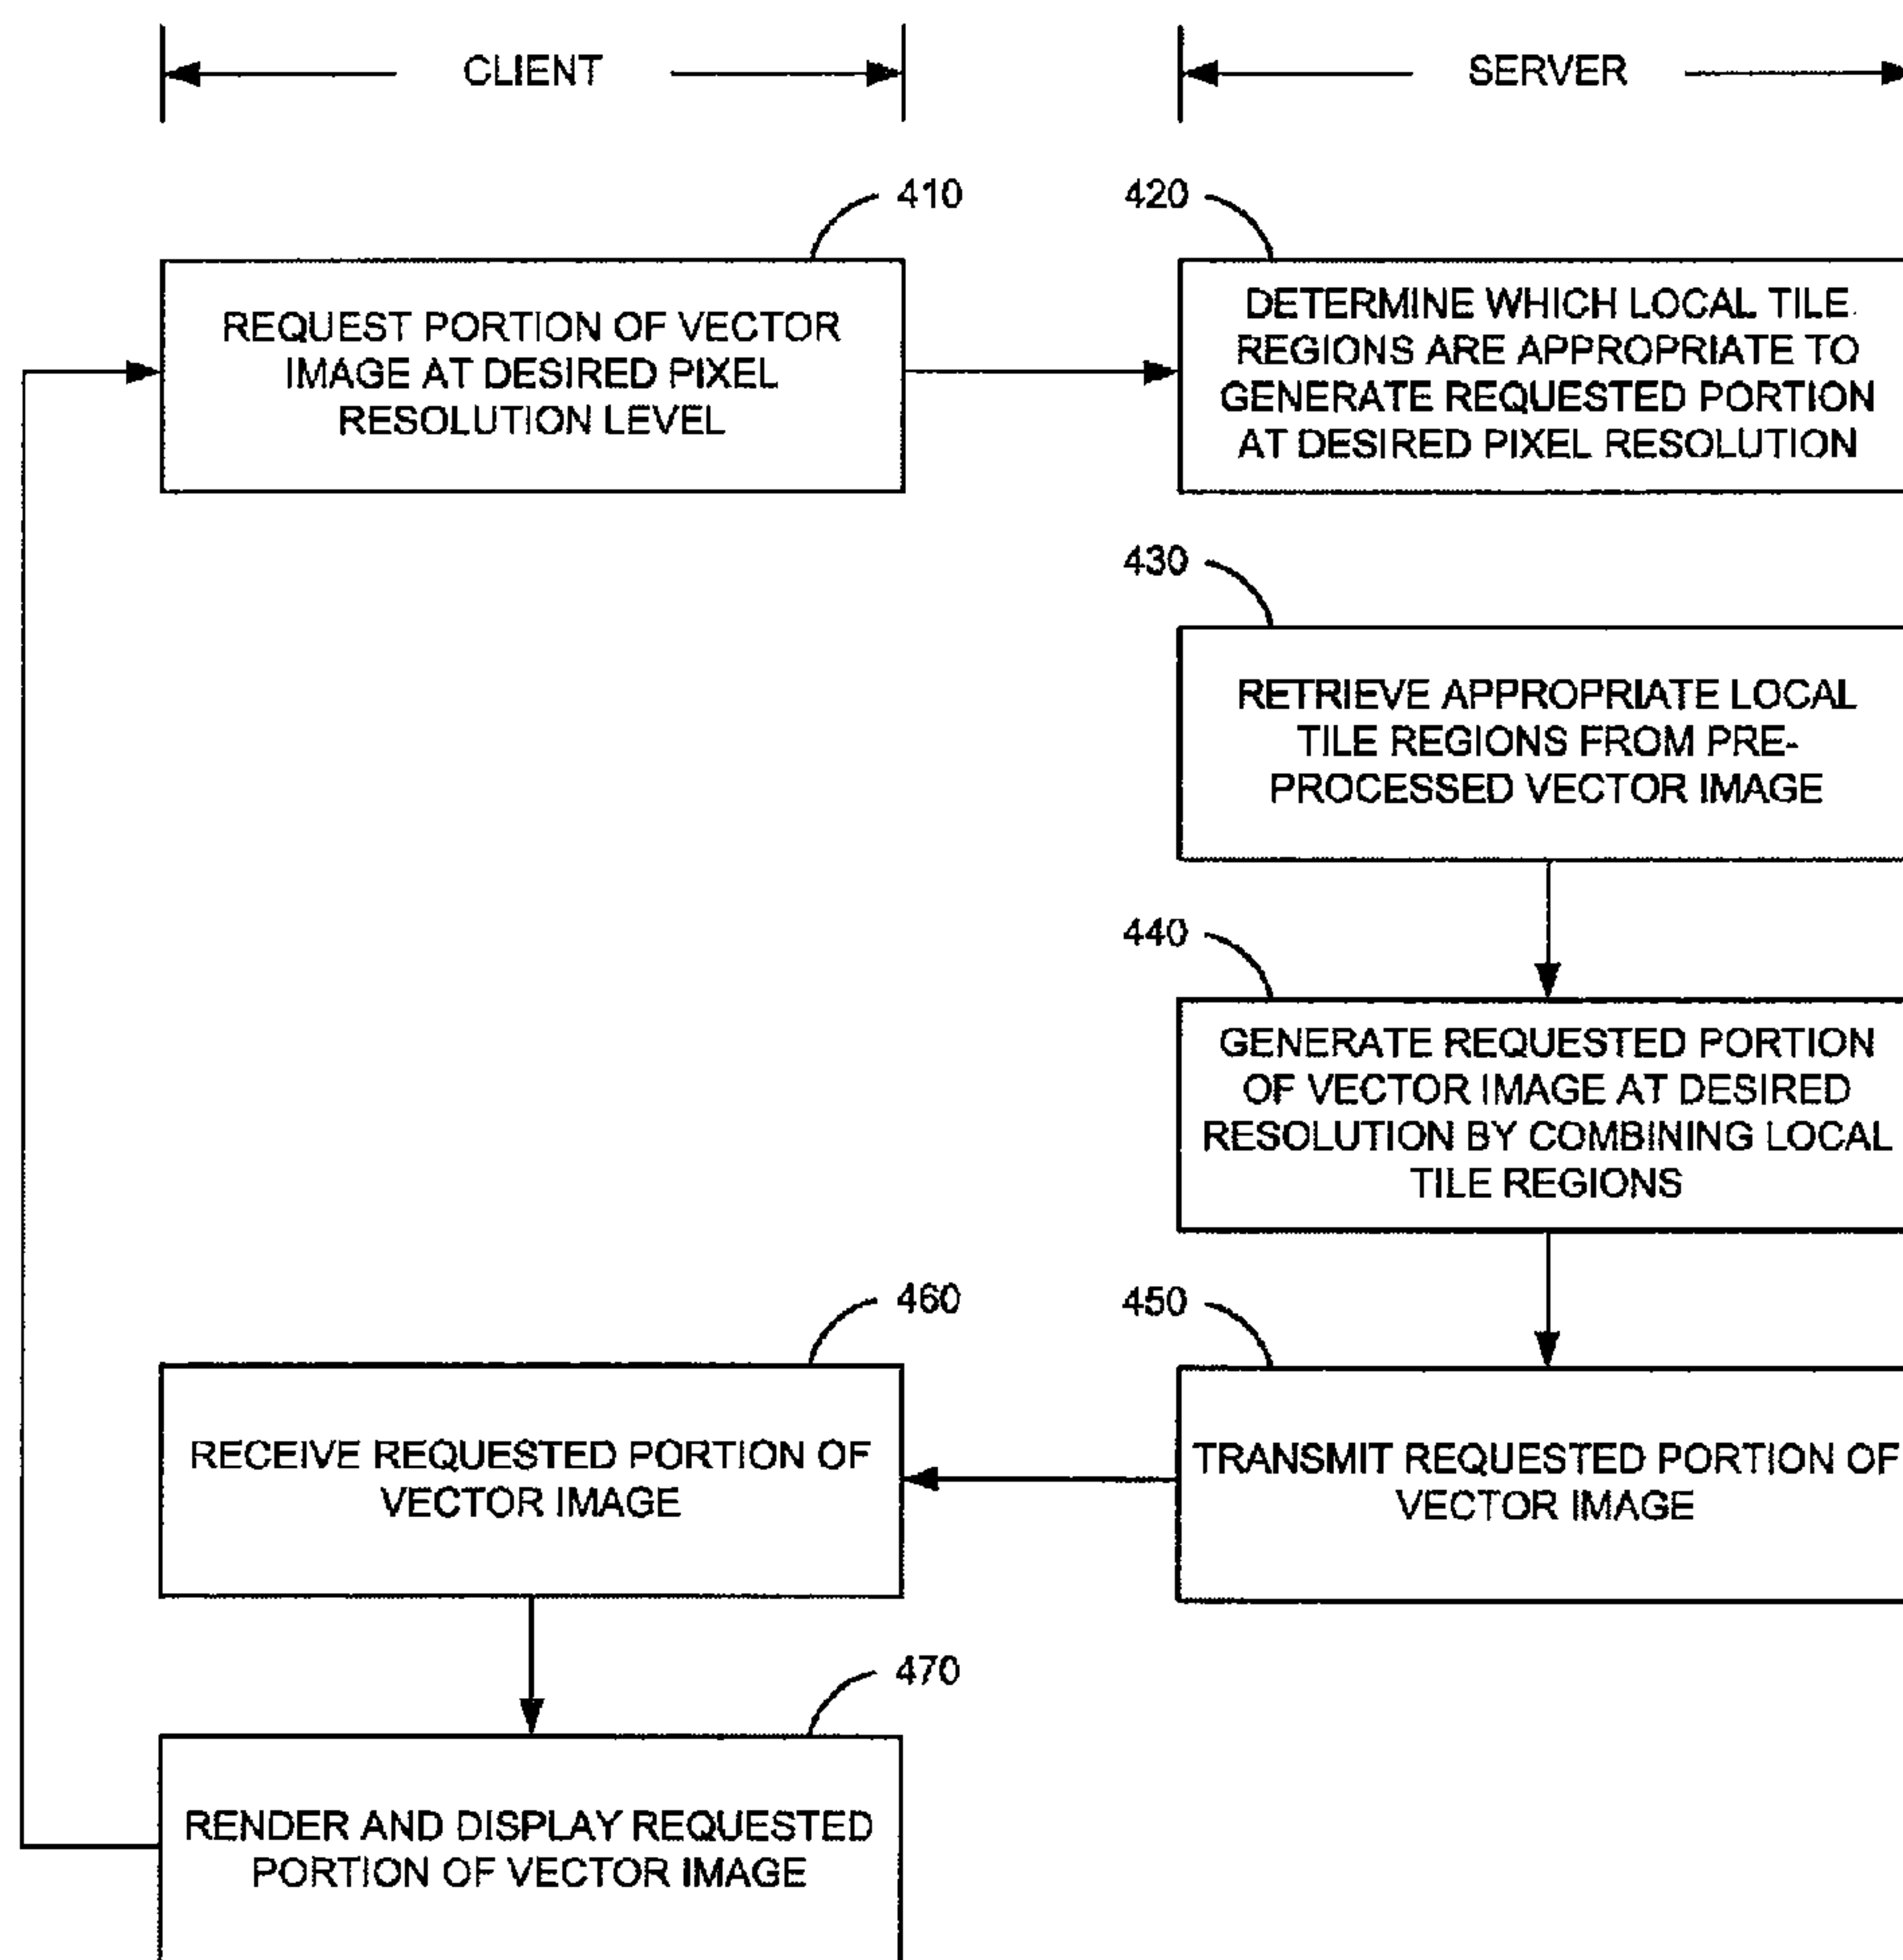 CLIENT
SERVER
410
420
REQUEST PORTION OF VECTOR
IMAGE AT DESIRED PIXEL
RESOLUTION LEVEL
DETERMINE WHICH LOCAL TILE
REGIONS ARE APPROPRIATE TO
GENERATE REQUESTED PORTION
AT DESIRED PIXEL RESOLUTION
430
RETRIEVE APPROPRIATE LOCAL
TILE REGIONS FROM PRE-
PROCESSED VECTOR IMAGE
440
GENERATE REQUESTED PORTION
OF VECTOR IMAGE AT DESIRED
RESOLUTION BY COMBINING LOCAL
TILE REGIONS
460
450
RECEIVE REQUESTED PORTION OF
VECTOR IMAGE
TRANSMIT REQUESTED PORTION OF
VECTOR IMAGE
470
RENDER AND DISPLAY REQUESTED
PORTION OF VECTOR IMAGE